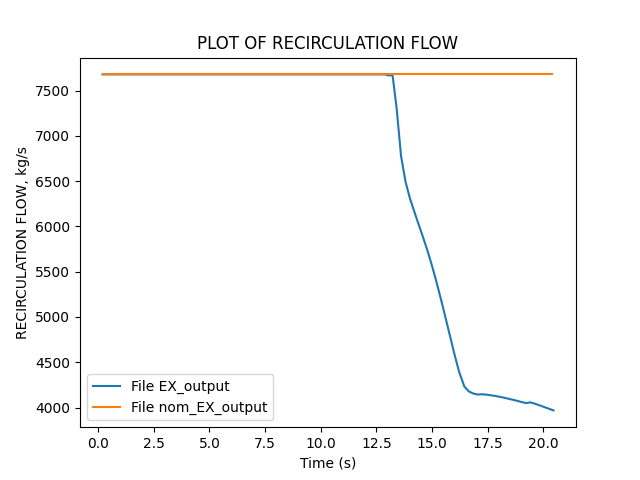 PLOT OF RECIRCULATION FLOW
RECIRCULATION FLOW, kg/s
7500
7000
6500
6000
5500
5000
4500
4000
File EX_output
File nom_EX_output
0.0 2.5 5.0 7.5 10.0 12.5 15.0 17.5 20.0
Time (s)